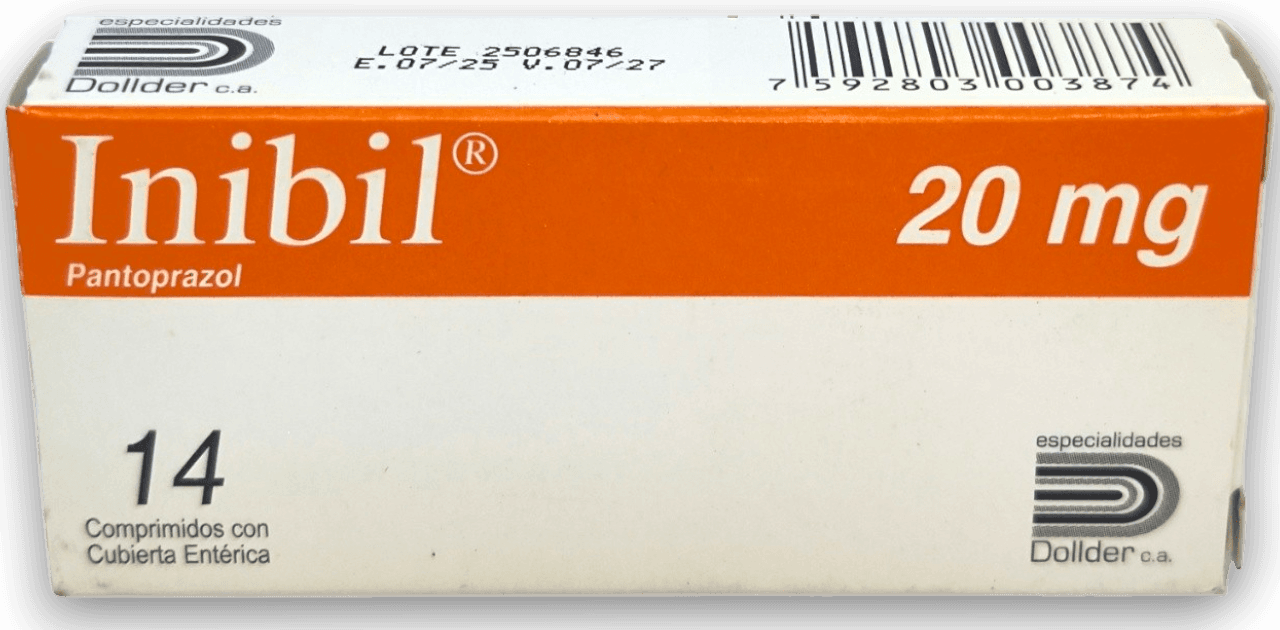 especialidades
Dollder c.a.
LOTE 2506846
E.07/25 V.07/27
7 592803 003874
Inibil®
Pantoprazol
20 mg
14
Comprimidos con
Cubierta Entérica
especialidades
Dollder c.a.